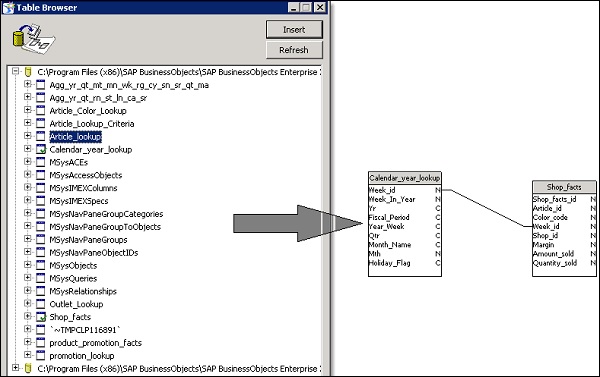 Table Browser
Insert
Refresh
C:\Program Files (x86)\SAP BusinessObjects\SAP BusinessObjects Enterprise
Agg_yr_qt_mt_mn_wk_rg_cy_sn_sr_qt_ma
Agg_yr_qt_rn_st_ln_ca_sr
Article_Color_Lookup
Article_Lookup_Criteria
Article_lookup
Calendar_year_lookup
MSysACEs
MSysAccessObjects
MSysIMEXColumns
MSysIMEXSpecs
MSysNavPaneGroupCategories
MSysNavPaneGroupToObjects
MSysNavPaneGroups
MSysNavPaneObjectIDs
MSysObjects
MSysQueries
MSysRelationships
Outlet_Lookup
Shop_facts
`~TMPCLP116891`
product_promotion_facts
promotion_lookup
C:\Program Files (x86)\SAP BusinessObjects\SAP BusinessObjects Enterprise
Calendar_year_lookup
Week_id N
Week_In_Year N
Yr C
Fiscal_Period C
Year_Week C
Qtr C
Month_Name C
Mth N
Holiday_Flag C
Shop_facts
Shop_facts_id N
Article_id N
Color_code N
Week_id N
Shop_id N
Margin N
Amount_sold N
Quantity_sold N